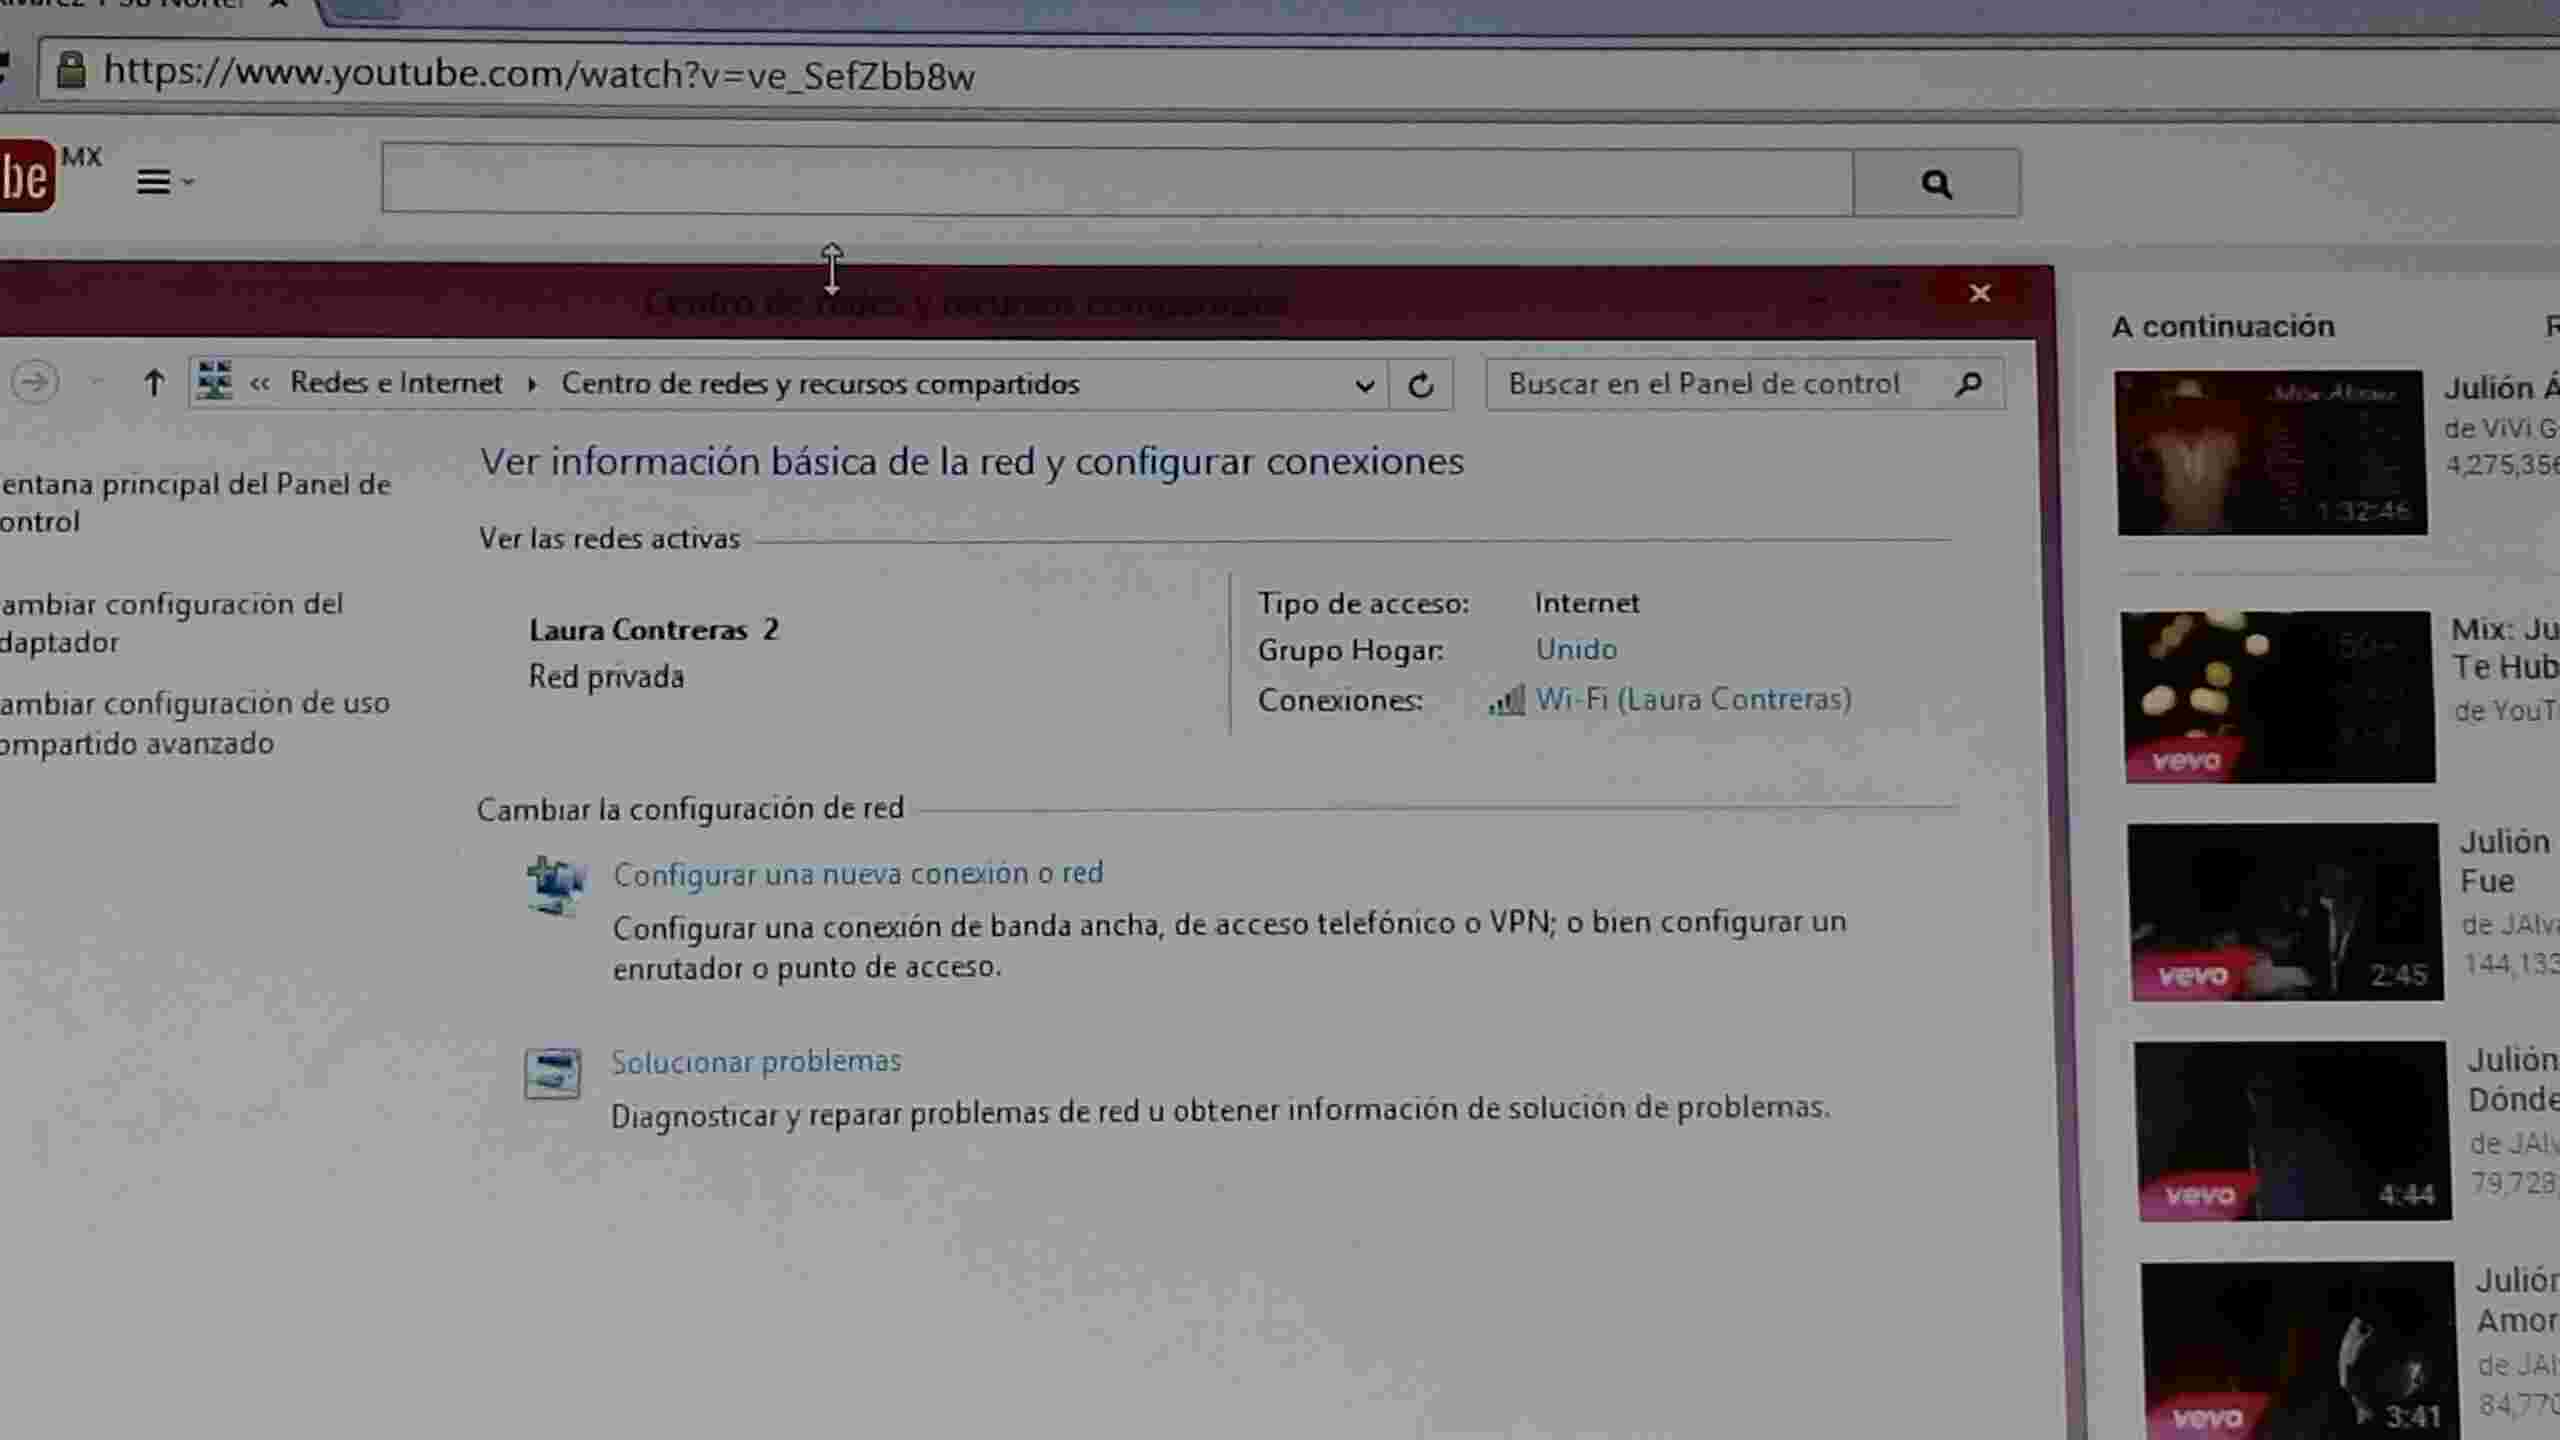 https://www.youtube.com/watch?v=ve_SefZbb8w
be MX
Centro de redes y recursos compartidos
Redes e Internet
Centro de redes y recursos compartidos
Buscar en el Panel de control
entana principal del Panel de
ontrol
ambiar configuración del
daptador
ambiar configuración de uso
ompartido avanzado
Ver información básica de la red y configurar conexiones
Ver las redes activas
Laura Contreras 2
Red privada
Tipo de acceso: Internet
Grupo Hogar: Unido
Conexiones: Wi-Fi (Laura Contreras)
Cambiar la configuración de red
Configurar una nueva conexión o red
Configurar una conexión de banda ancha, de acceso telefónico o VPN; o bien configurar un
enrutador o punto de acceso.
Solucionar problemas
Diagnosticar y reparar problemas de red u obtener información de solución de problemas.
A continuación
1:32:46
Julión Á
de ViVi G
4,275,356
vevo
Mix: Ju
Te Hub
de YouT
vevo
2:45
Julión
Fue
de JAlva
144,133
vevo
4:44
Julión
Dónde
de JAlv
79,729
vevo
3:41
Julión
Amor
de JAl
84,770